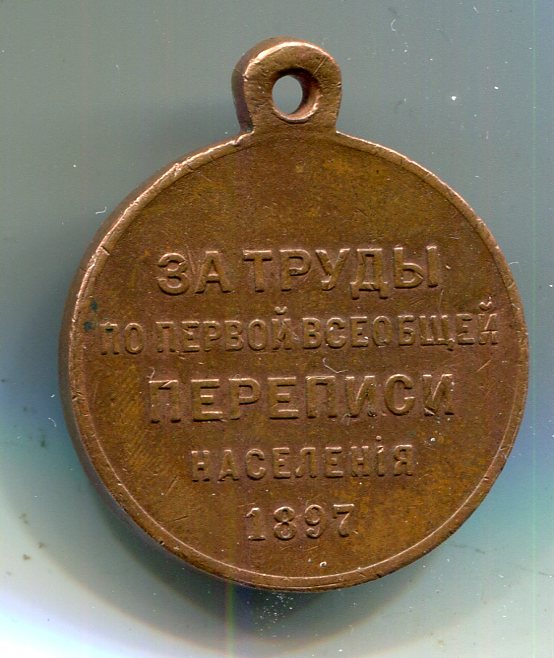 ЗА ТРУДЫ
ПО ПЕРВОЙ ВСЕОБЩЕЙ
ПЕРЕПИСИ
НАСЕЛЕНІЯ
1897